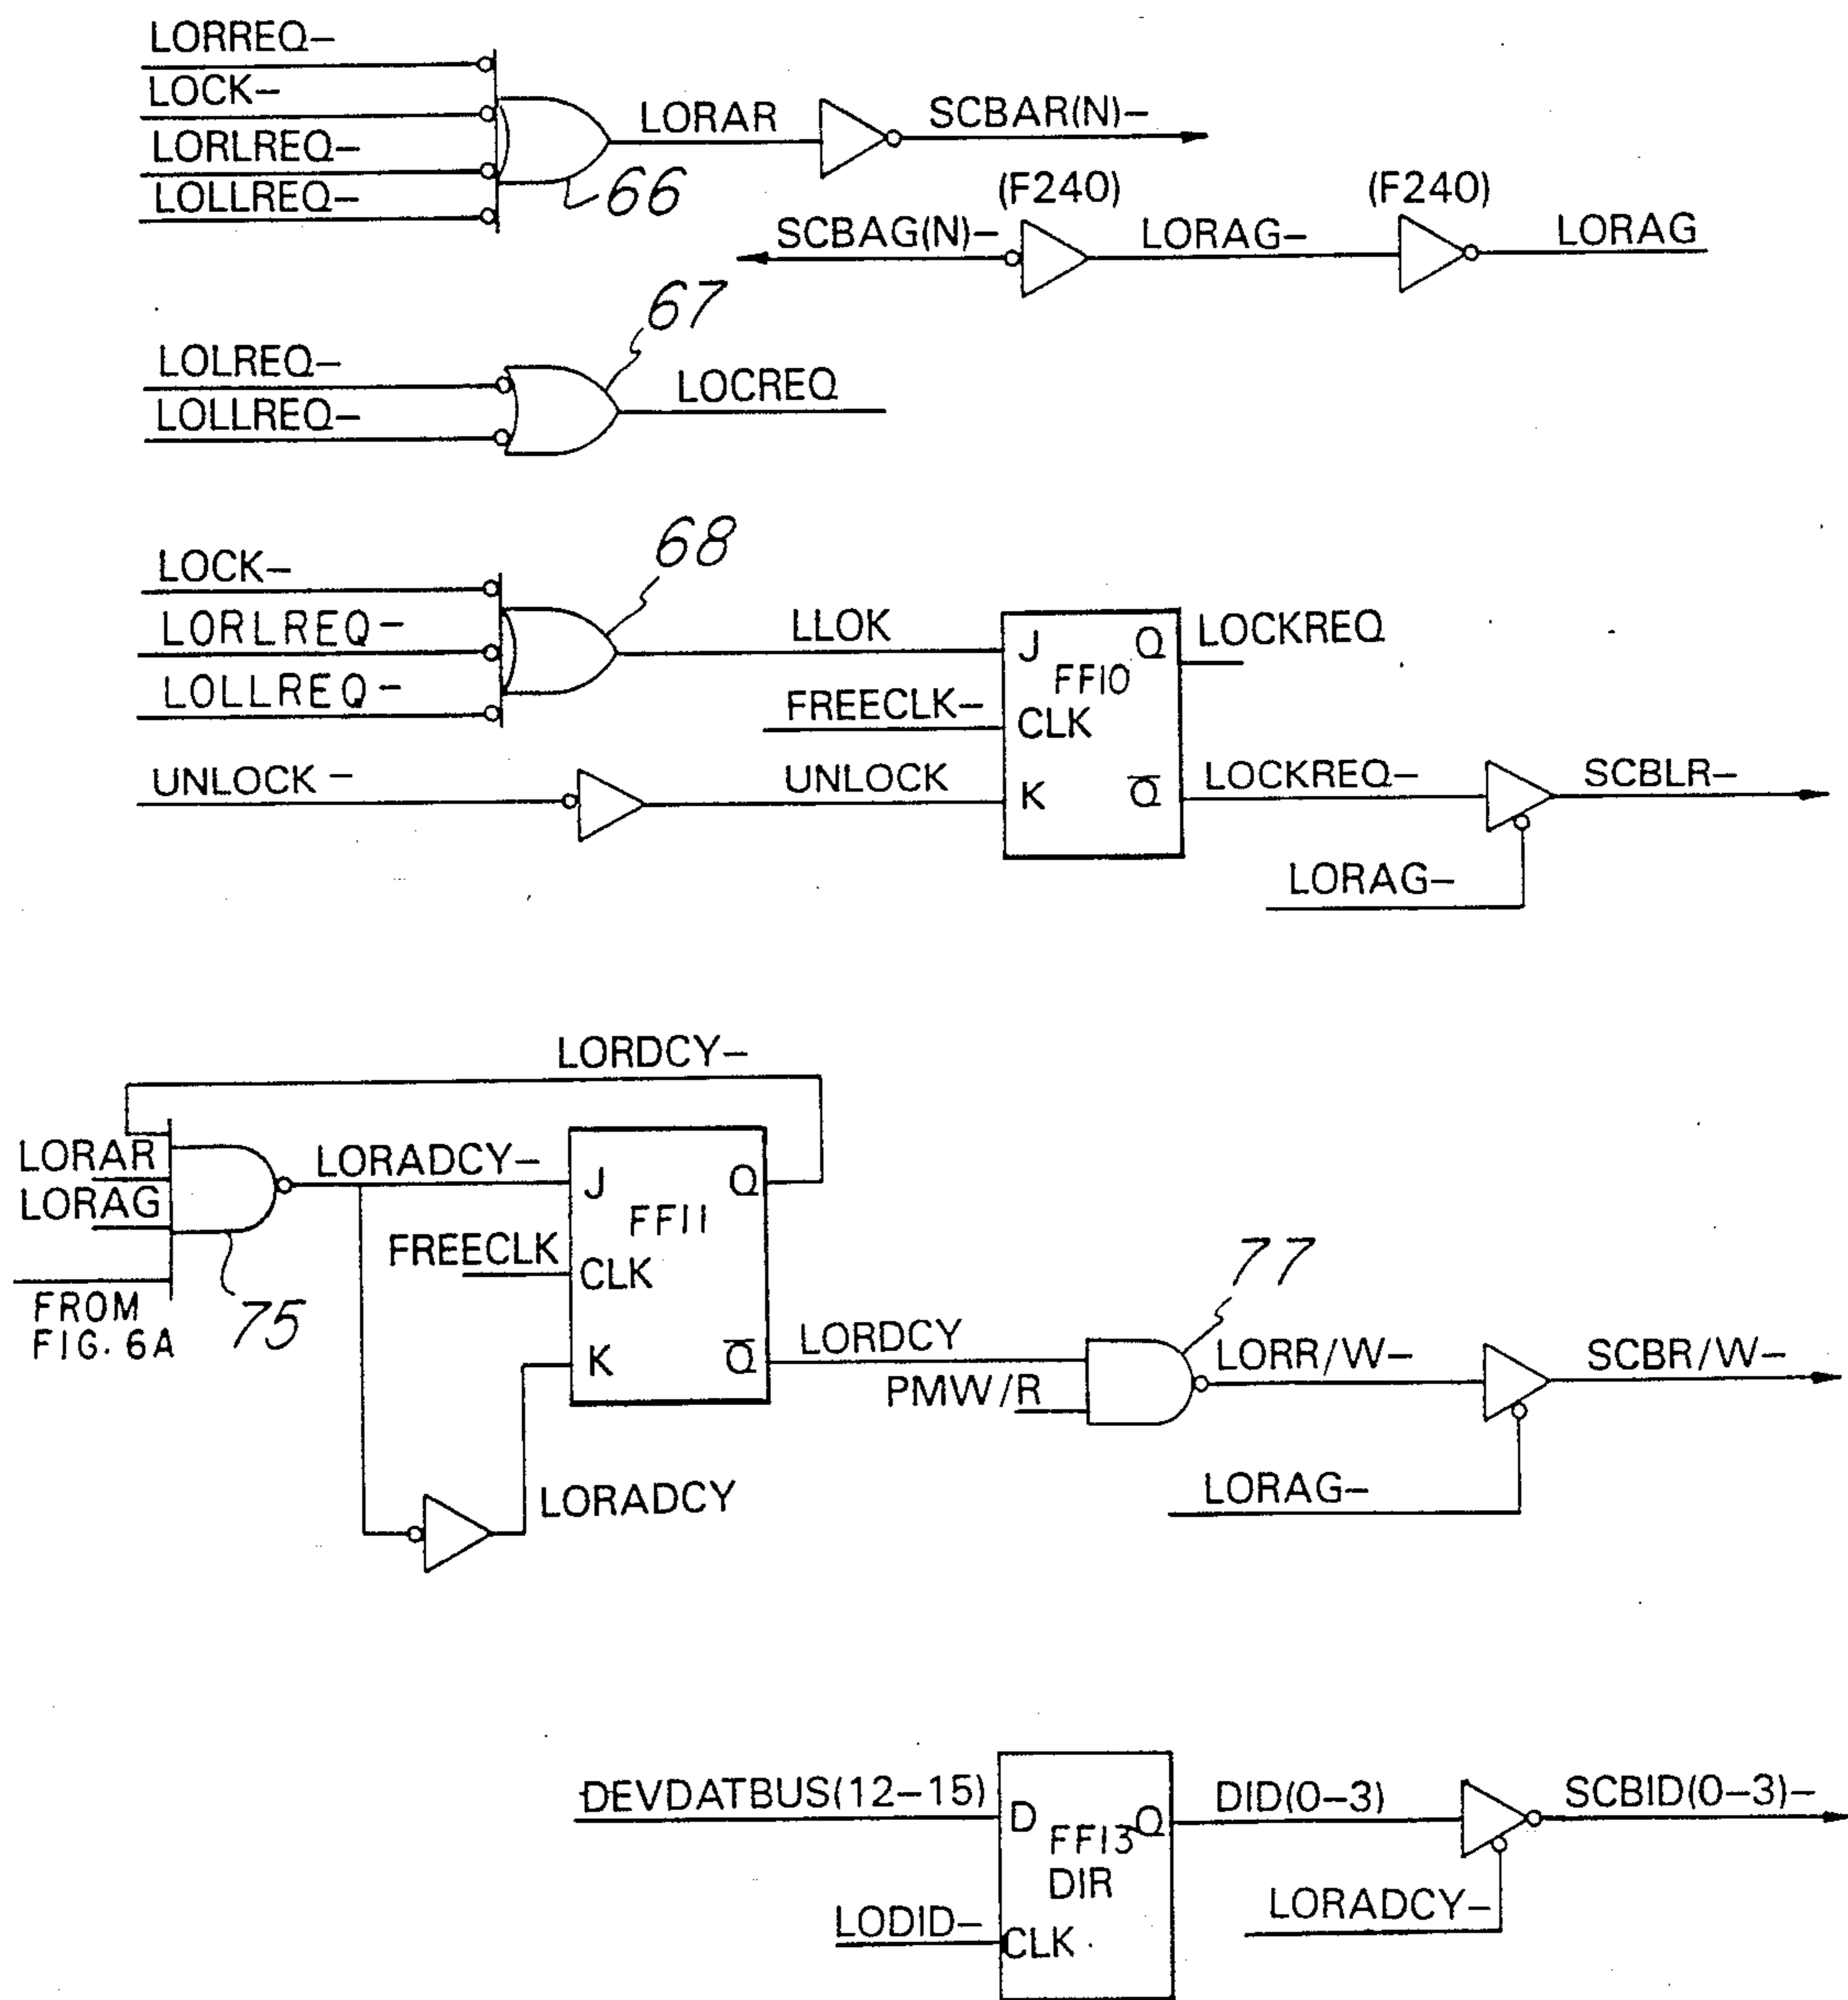 LORREQ–
LOCK–
LORLREQ–
LOLLREQ–
66
LORAR
SCBAR(N)–
(F240)
(F240)
SCBAG(N)–
LORAG–
LORAG
67
LOLREQ–
LOLLREQ–
LOCREQ
68
LOCK–
LORLREQ–
LOLLREQ–
LLOK
J
Q
LOCKREQ
FF10
FREECLK–
CLK
UNLOCK –
UNLOCK
K
Q̅
LOCKREQ–
SCBLR–
LORAG–
LORDCY–
LORAR
LORAG
LORADCY–
J
Q
FF11
FREECLK
CLK
FROM
FIG. 6A
75
K
Q̅
LORDCY
PMW/R
77
LORR/W–
SCBR/W–
LORAG–
LORADCY
DEVDATBUS(12–15)
D
Q
FF13
DIR
DID(0–3)
SCBID(0–3)–
LODID–
CLK
LORADCY–